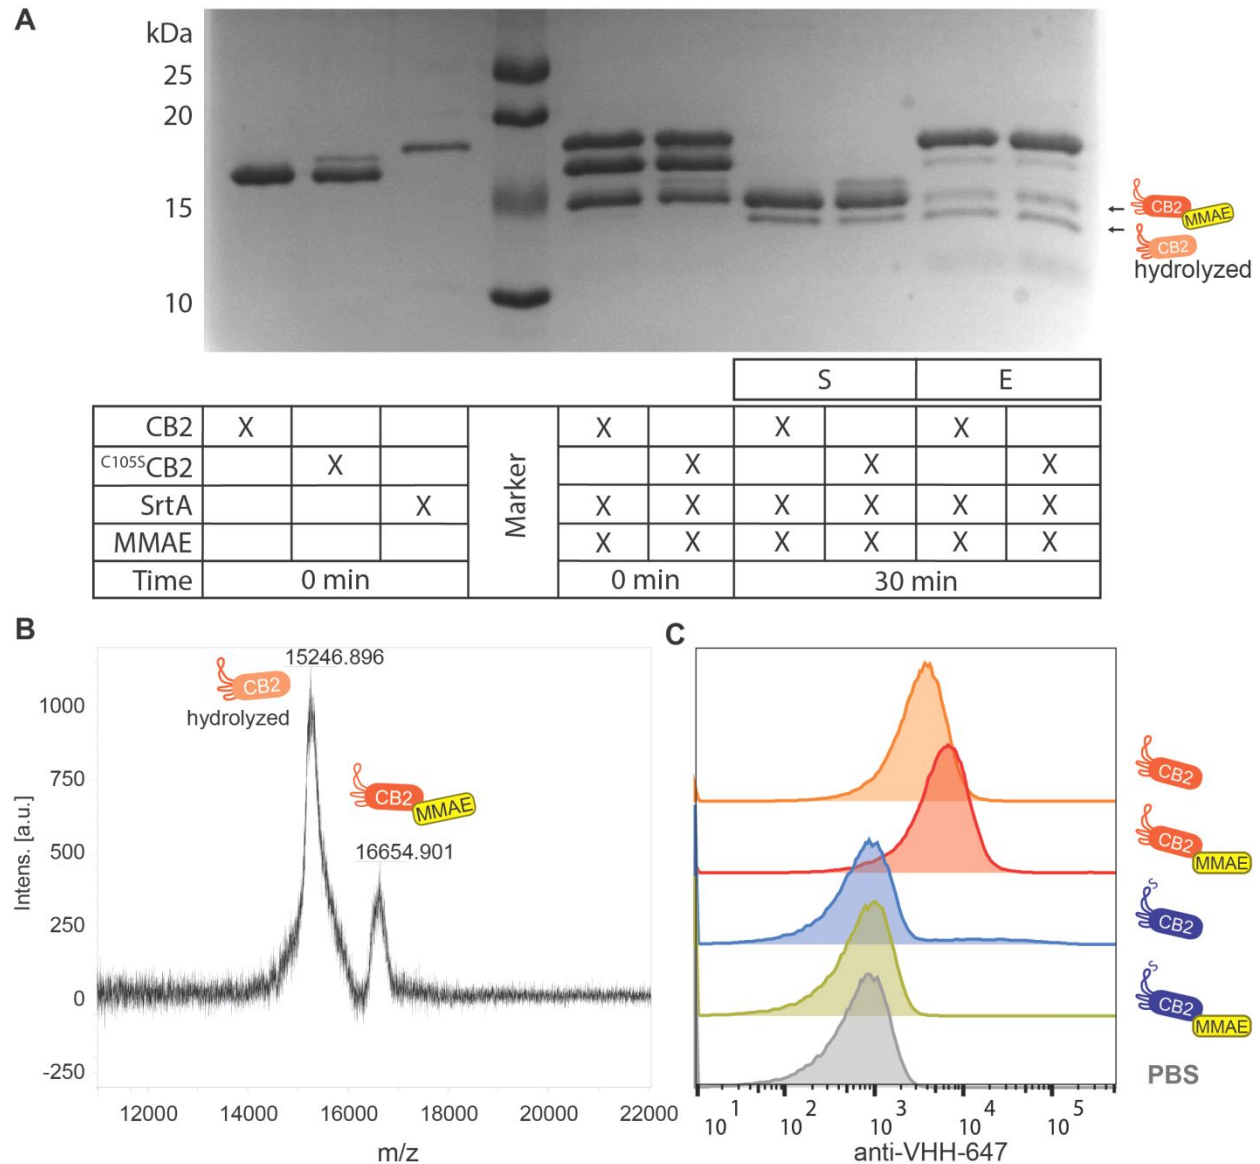 A
kDa
25
20
15
10
CB2 MMAE
CB2
hydrolyzed
S E
CB2 X X X X
C105SCB2 X X X X
SrtA X X X X X X X
MMAE X X X X X X
Marker
Time 0 min 0 min 30 min
B
15246.896
CB2
hydrolyzed
CB2 MMAE
16654.901
1000
750
500
250
0
-250
Intens. [a.u.]
12000 14000 16000 18000 20000 22000
m/z
C
CB2
CB2
MMAE
S
CB2
S
CB2
MMAE
PBS
10 1 10 2 10 3 10 4 10 5
anti-VHH-647